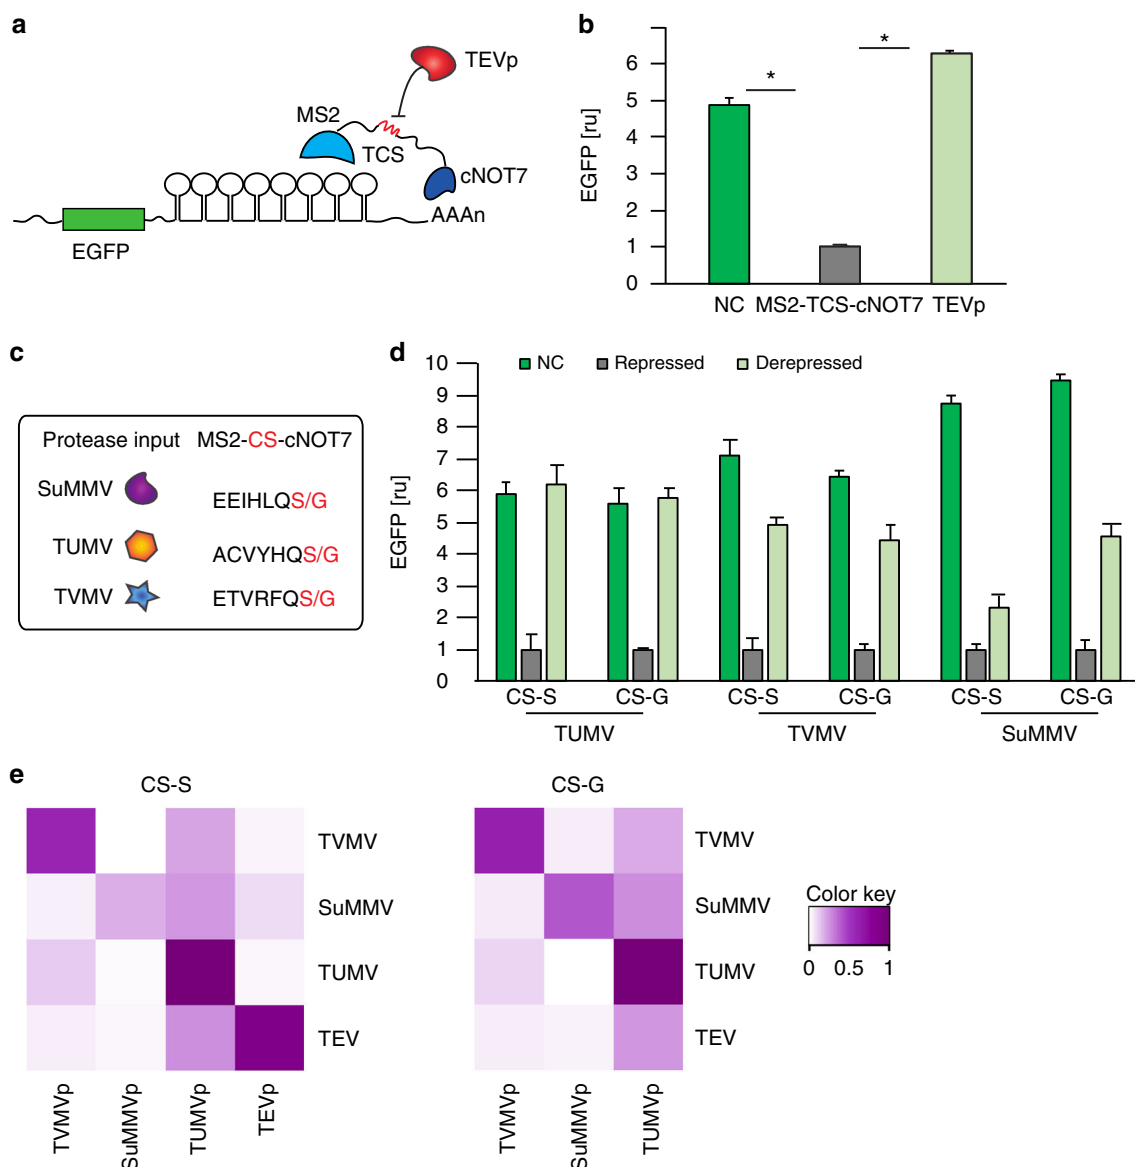 a
TEVp
MS2
TCS
cNOT7
AAAn
EGFP
b
*
*
EGFP [ru]
6
5
4
3
2
1
0
NC MS2-TCS-cNOT7 TEVp
c
Protease input MS2-CS-cNOT7
SuMMV
EEIHLQS/G
TUMV
ACVYHQS/G
TVMV
ETVRFQS/G
d
NC Repressed Derepressed
EGFP [ru]
10
9
8
7
6
5
4
3
2
1
0
CS-S CS-G CS-S CS-G CS-S CS-G
TUMV TVMV SuMMV
e
CS-S
TVMV
SuMMV
TUMV
TEV
TVMVp
SuMMVp
TUMVp
TEVp
CS-G
TVMV
SuMMV
TUMV
TEV
TVMVp
SuMMVp
TUMVp
Color key
0 0.5 1